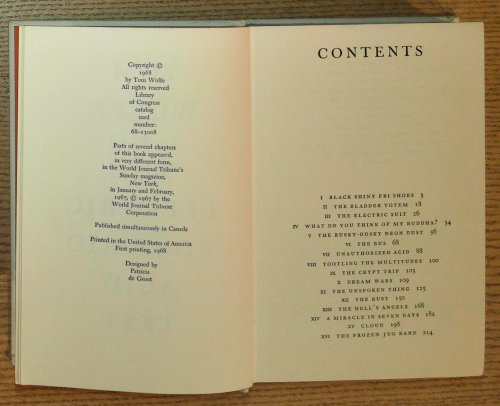 Copyright ©
1968
by Tom Wolfe
All rights reserved
Library
of Congress
catalog
card
number:
68-15008
Parts of several chapters
of this book appeared,
in very different form,
in the World Journal Tribune's
Sunday magazine,
New York,
in January and February,
1967, © 1967 by the
World Journal Tribune
Corporation
Published simultaneously in Canada
Printed in the United States of America
First printing, 1968
Designed by
Patricia
de Groot
CONTENTS
I BLACK SHINY FBI SHOES 3
II THE BLADDER TOTEM 18
III THE ELECTRIC SUIT 26
IV WHAT DO YOU THINK OF MY BUDDHA? 34
V THE RUSKY-DUSKY NEON DUST 56
VI THE BUS 68
VII UNAUTHORIZED ACID 88
VIII TOOTLING THE MULTITUDES 100
IX THE CRYPT TRIP 105
X DREAM WARS 109
XI THE UNSPOKEN THING 125
XII THE BUST 150
XIII THE HELL'S ANGELS 168
XIV A MIRACLE IN SEVEN DAYS 182
XV CLOUD 198
XVI THE FROZEN JUG BAND 214